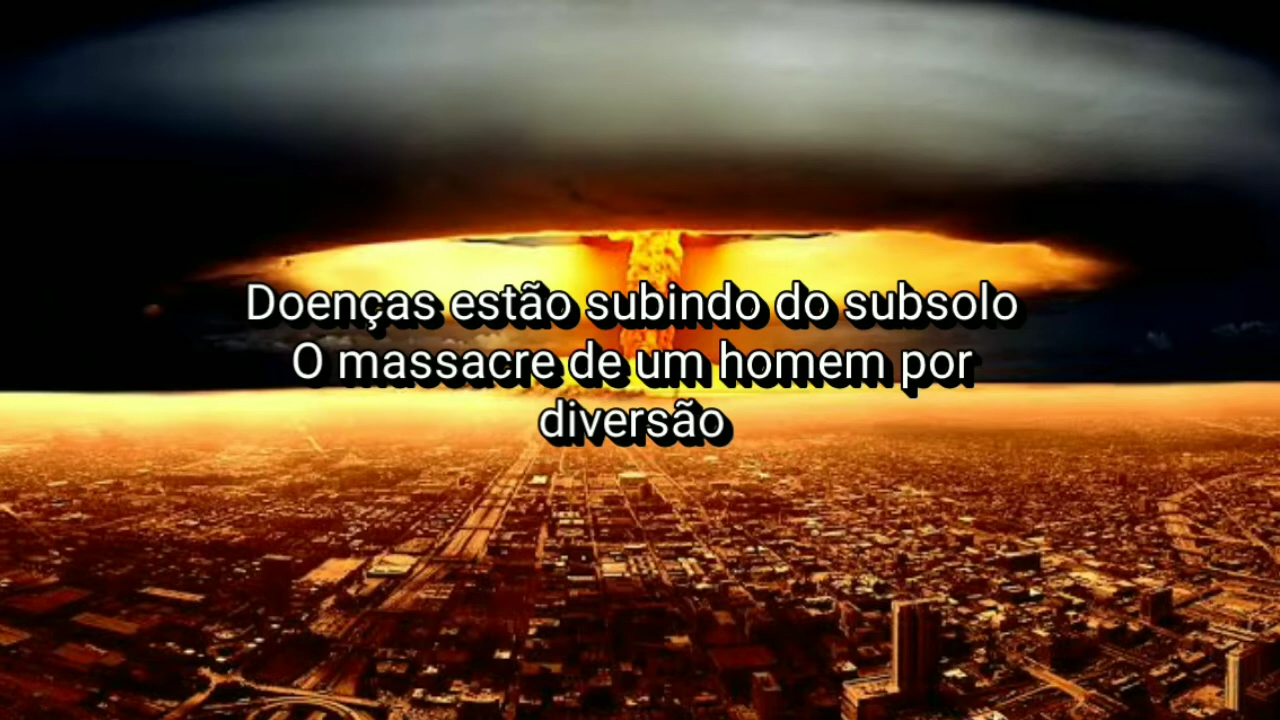 Doenças estão subindo do subsolo
O massacre de um homem por
diversão